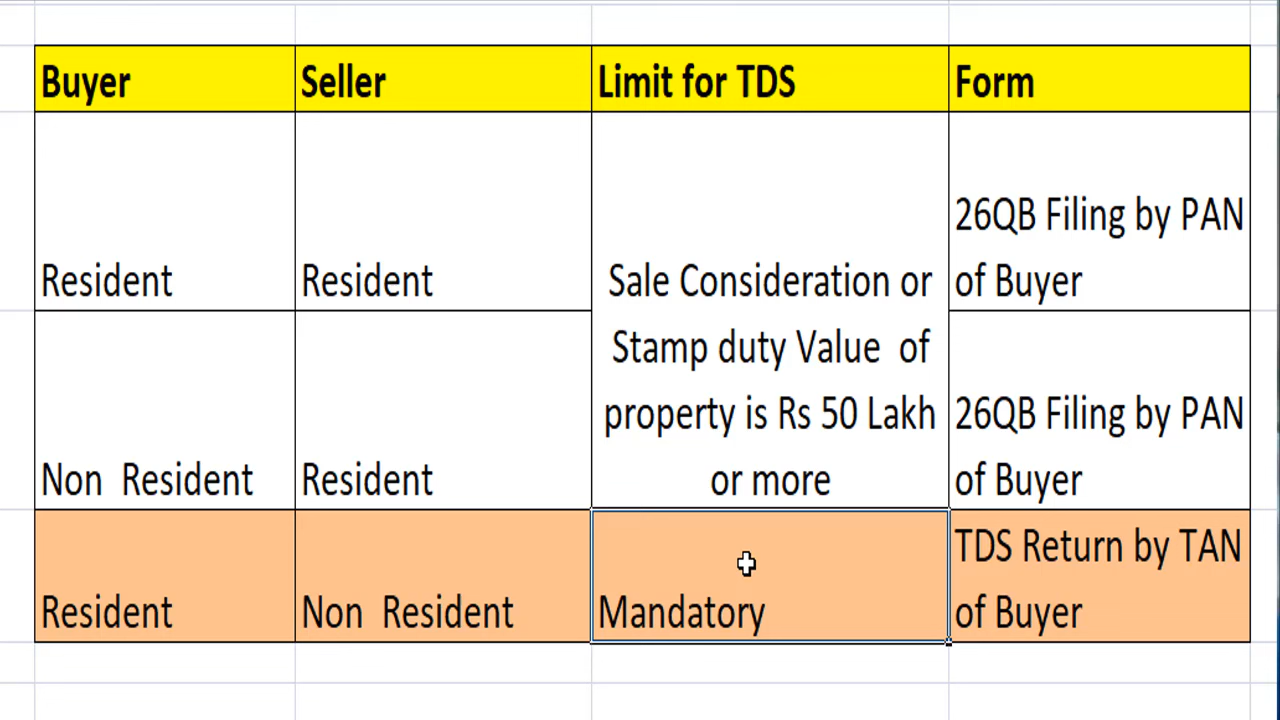 Buyer Seller Limit for TDS Form
Resident Resident 26QB Filing by PAN
of Buyer
Sale Consideration or
Stamp duty Value of
property is Rs 50 Lakh
or more
Non Resident Resident 26QB Filing by PAN
of Buyer
Resident Non Resident Mandatory TDS Return by TAN
of Buyer